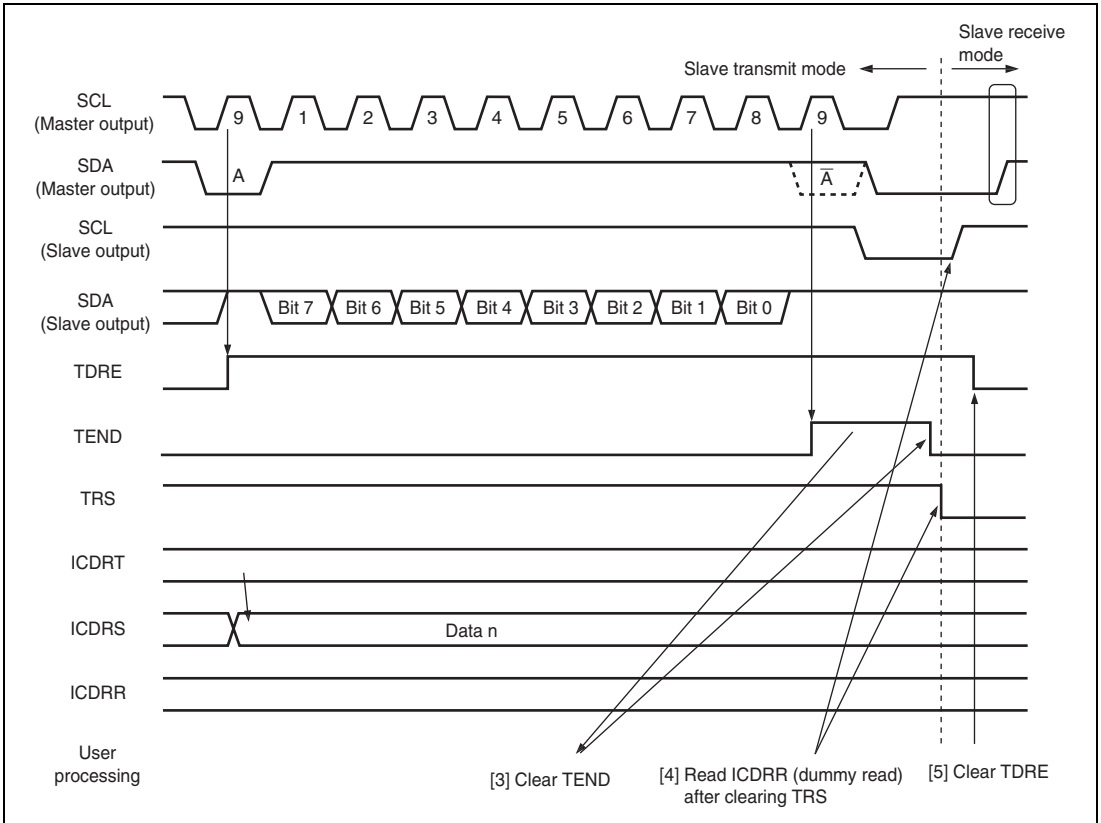 Slave receive
mode
Slave transmit mode
SCL
(Master output)
9 1 2 3 4 5 6 7 8 9
SDA
(Master output)
A A̅
SCL
(Slave output)
SDA
(Slave output)
Bit 7 Bit 6 Bit 5 Bit 4 Bit 3 Bit 2 Bit 1 Bit 0
TDRE
TEND
TRS
ICDRT
ICDRS
Data n
ICDRR
User
processing
[3] Clear TEND
[4] Read ICDRR (dummy read)
after clearing TRS
[5] Clear TDRE